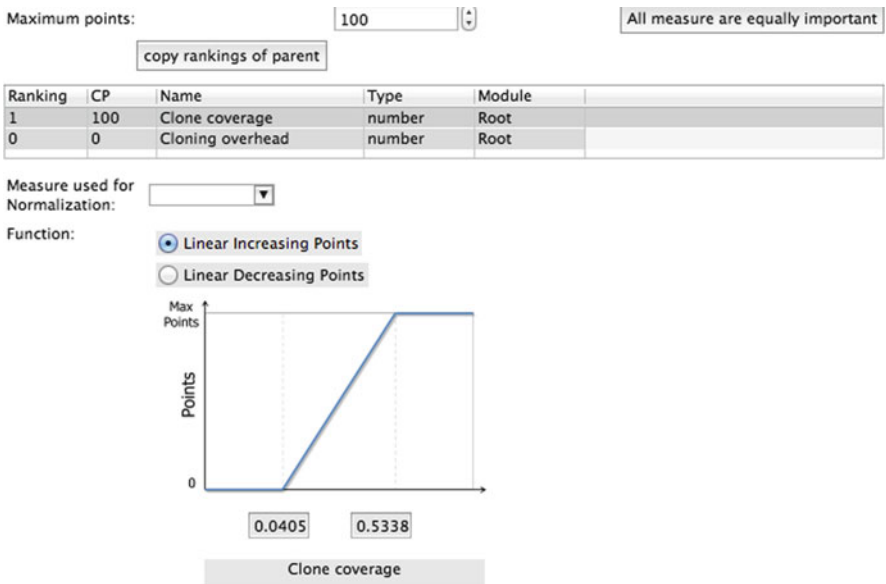 Maximum points: 100 All measure are equally important
copy rankings of parent
Ranking CP Name Type Module
1 100 Clone coverage number Root
0 0 Cloning overhead number Root
Measure used for
Normalization:
Function:
Linear Increasing Points
Linear Decreasing Points
Max
Points
Points
0
0.0405 0.5338
Clone coverage